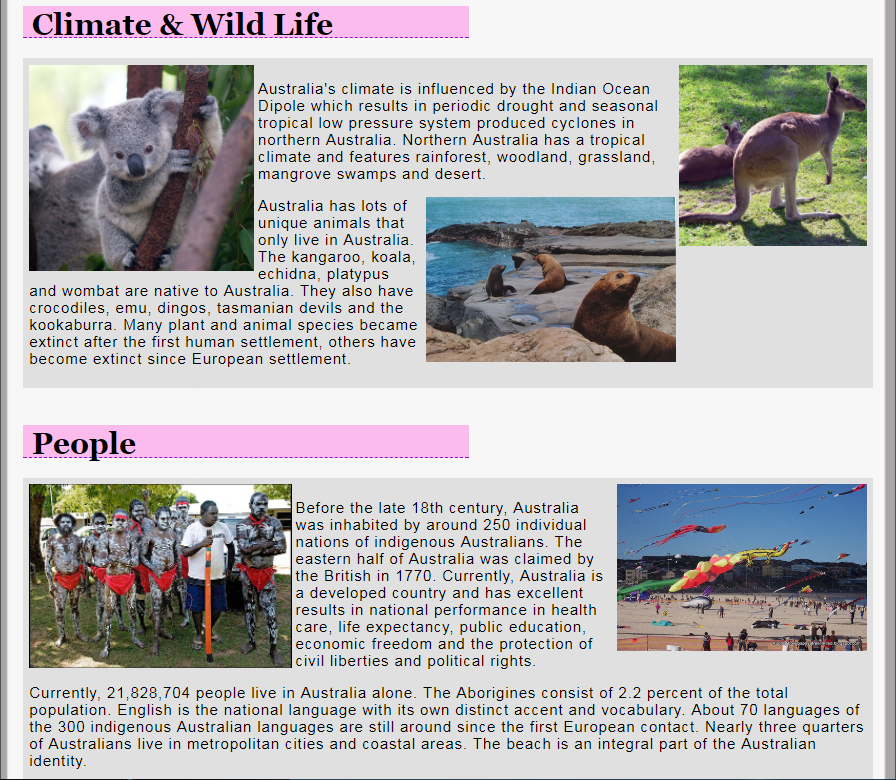 Climate & Wild Life
Australia's climate is influenced by the Indian Ocean
Dipole which results in periodic drought and seasonal
tropical low pressure system produced cyclones in
northern Australia. Northern Australia has a tropical
climate and features rainforest, woodland, grassland,
mangrove swamps and desert.
Australia has lots of
unique animals that
only live in Australia.
The kangaroo, koala,
echidna, platypus
and wombat are native to Australia. They also have
crocodiles, emu, dingos, tasmanian devils and the
kookaburra. Many plant and animal species became
extinct after the first human settlement, others have
become extinct since European settlement.
People
Before the late 18th century, Australia
was inhabited by around 250 individual
nations of indigenous Australians. The
eastern half of Australia was claimed by
the British in 1770. Currently, Australia is
a developed country and has excellent
results in national performance in health
care, life expectancy, public education,
economic freedom and the protection of
civil liberties and political rights.
Currently, 21,828,704 people live in Australia alone. The Aborigines consist of 2.2 percent of the total
population. English is the national language with its own distinct accent and vocabulary. About 70 languages of
the 300 indigenous Australian languages are still around since the first European contact. Nearly three quarters
of Australians live in metropolitan cities and coastal areas. The beach is an integral part of the Australian
identity.